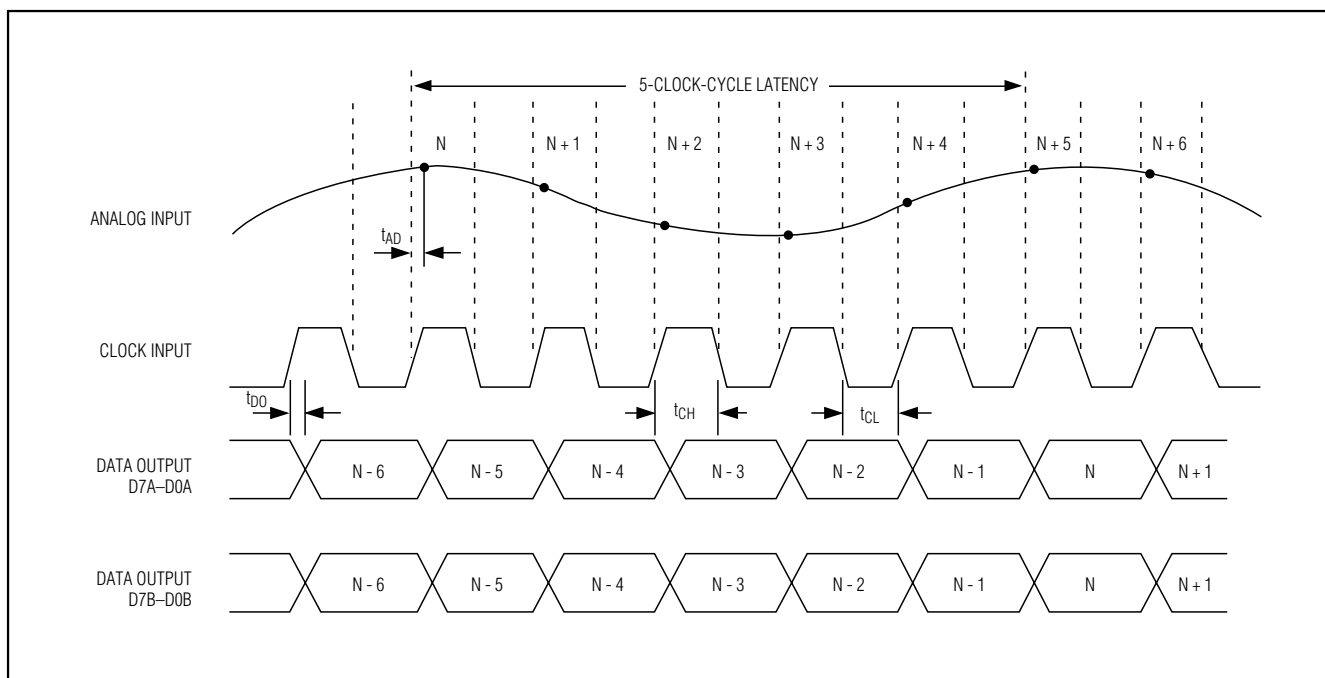 5-CLOCK-CYCLE LATENCY
N N + 1 N + 2 N + 3 N + 4 N + 5 N + 6
ANALOG INPUT
tAD
CLOCK INPUT
tDO tCH tCL
DATA OUTPUT
D7A–D0A
N - 6 N - 5 N - 4 N - 3 N - 2 N - 1 N N + 1
DATA OUTPUT
D7B–D0B
N - 6 N - 5 N - 4 N - 3 N - 2 N - 1 N N + 1